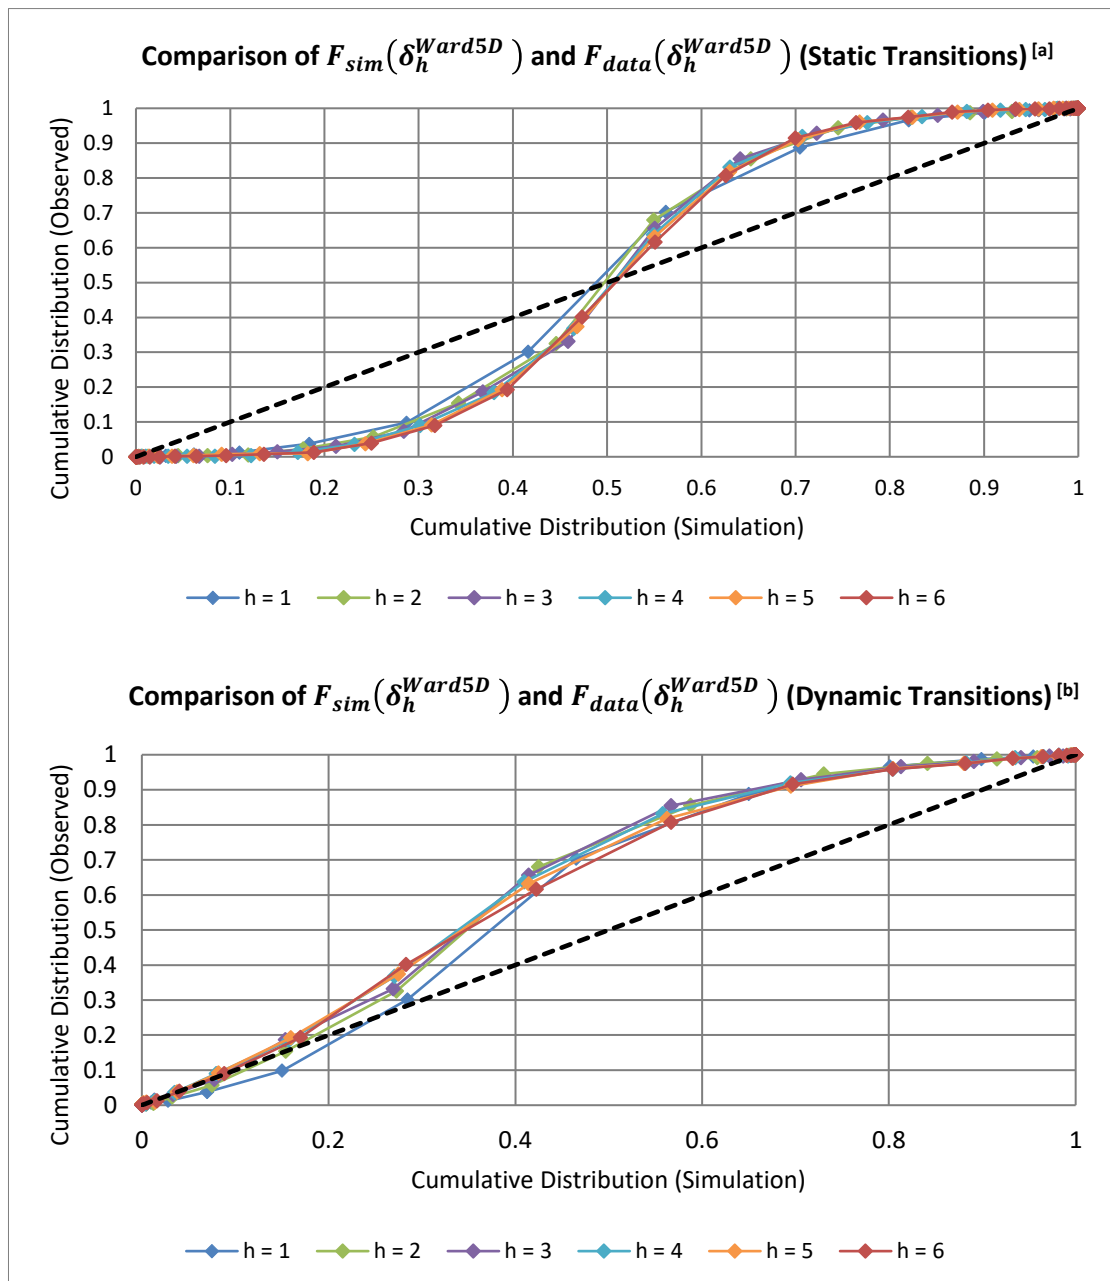 Comparison of F_sim(δ_h^Ward5D) and F_data(δ_h^Ward5D) (Static Transitions) [a]
Cumulative Distribution (Observed)
1
0.9
0.8
0.7
0.6
0.5
0.4
0.3
0.2
0.1
0
0 0.1 0.2 0.3 0.4 0.5 0.6 0.7 0.8 0.9 1
Cumulative Distribution (Simulation)
h = 1 h = 2 h = 3 h = 4 h = 5 h = 6
Comparison of F_sim(δ_h^Ward5D) and F_data(δ_h^Ward5D) (Dynamic Transitions) [b]
Cumulative Distribution (Observed)
1
0.9
0.8
0.7
0.6
0.5
0.4
0.3
0.2
0.1
0
0 0.2 0.4 0.6 0.8 1
Cumulative Distribution (Simulation)
h = 1 h = 2 h = 3 h = 4 h = 5 h = 6